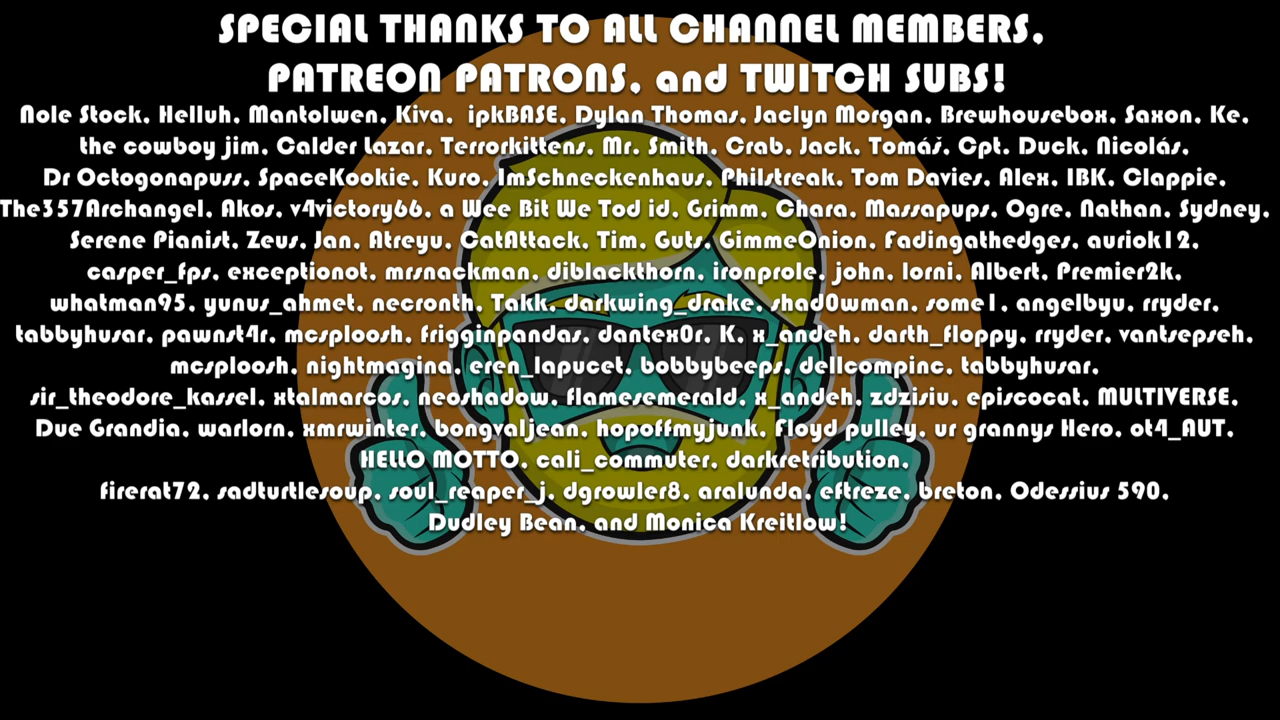 SPECIAL THANKS TO ALL CHANNEL MEMBERS,
PATREON PATRONS, and TWITCH SUBS!
Nole Stock, Helluh, Mantolwen, Kiva, ipkBASE, Dylan Thomas, Jaclyn Morgan, Brewhousebox, Saxon, Ke,
the cowboy jim, Calder Lazar, Terrorkittens, Mr. Smith, Crab, Jack, Tomáš, Cpt. Duck, Nicolás,
Dr Octogonapuss, SpaceKookie, Kuro, ImSchneckenhaus, Philstreak, Tom Davies, Alex, IBK, Clappie,
The357Archangel, Akos, v4victory66, a Wee Bit We Tod id, Grimm, Chara, Massapups, Ogre, Nathan, Sydney,
Serene Pianist, Zeus, Jan, Atreyu, CatAttack, Tim, Guts, GimmeOnion, Fadingathedges, auriok12,
casper_fps, exceptionot, mrsnackman, diblackthorn, ironprole, john, lorni, Albert, Premier2k,
whatman95, yunus_ahmet, necronth, Takk, darkwing_drake, shad0wman, some1, angelbyu, rryder,
tabbyhusar, pawnst4r, mcsploosh, frigginpandas, dantex0r, K, x_andeh, darth_floppy, rryder, vantsepseh,
mcsploosh, nightmagina, eren_lapucet, bobbybeeps, dellcompinc, tabbyhusar,
sir_theodore_kassel, xtalmarcos, neoshadow, flamesemerald, x_andeh, zdzisiu, episcocat, MULTIVERSE,
Due Grandia, warlorn, xmrwinter, bongvaljean, hopoffmyjunk, Floyd pulley, ur grannys Hero, ot4_AUT,
HELLO MOTTO, cali_commuter, darkretribution,
firerat72, sadturtlesoup, soul_reaper_j, dgrowler8, aralunda, eftreze, breton, Odessius 590,
Dudley Bean, and Monica Kreitlow!